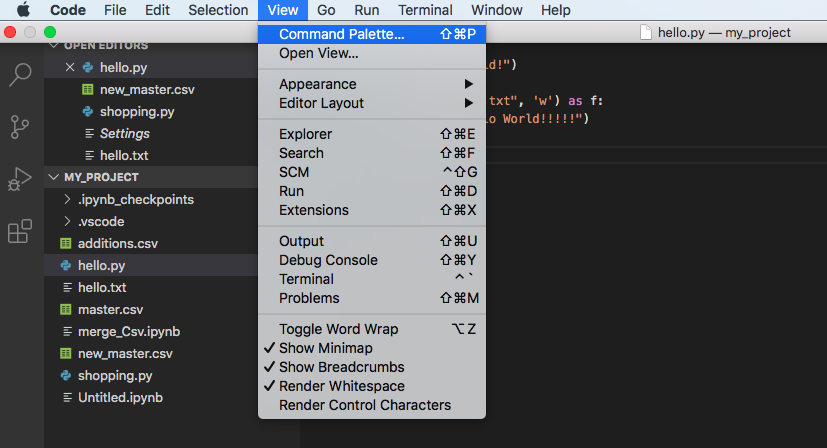 Code File Edit Selection View Go Run Terminal Window Help
hello.py — my_project
OPEN EDITORS
hello.py
new_master.csv
shopping.py
Settings
hello.txt
MY_PROJECT
.ipynb_checkpoints
.vscode
additions.csv
hello.py
hello.txt
master.csv
merge_Csv.ipynb
new_master.csv
shopping.py
Untitled.ipynb
Command Palette... ⇧⌘P
Open View...
Appearance ▶
Editor Layout ▶
Explorer ⇧⌘E
Search ⇧⌘F
SCM ⌃⇧G
Run ⇧⌘D
Extensions ⇧⌘X
Output ⇧⌘U
Debug Console ⇧⌘Y
Terminal ⌃`
Problems ⇧⌘M
Toggle Word Wrap ⌥Z
✓ Show Minimap
✓ Show Breadcrumbs
✓ Render Whitespace
Render Control Characters
d!")
txt", 'w') as f:
o World!!!!!")